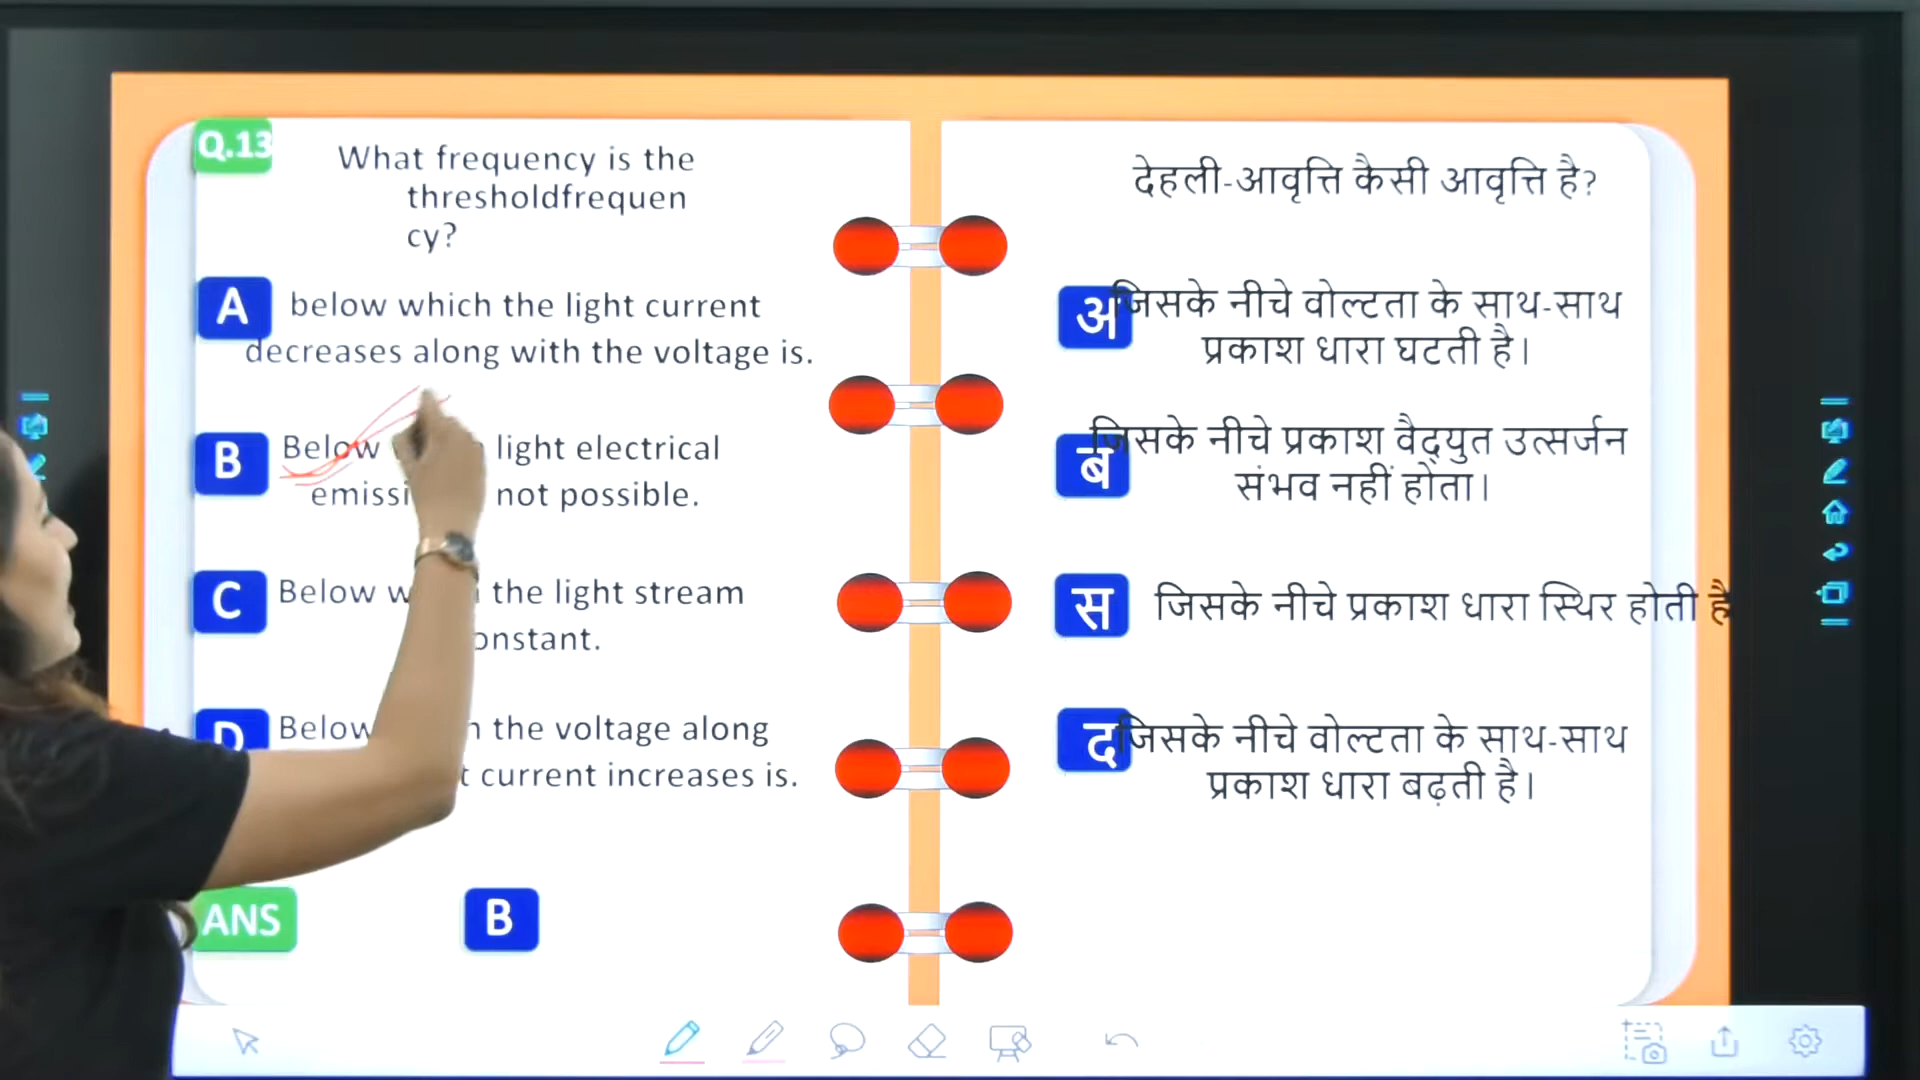 Q.13
What frequency is the
thresholdfrequen
cy?
A
below which the light current
decreases along with the voltage is.
B
Below light electrical
not possible.
C
Below the light stream
D
Below the voltage along
current increases is.
ANS
B
देहली-आवृत्ति कैसी आवृत्ति है?
अ
जिसके नीचे वोल्टता के साथ-साथ
प्रकाश धारा घटती है।
ब
जिसके नीचे प्रकाश वैद्युत उत्सर्जन
संभव नहीं होता।
स
जिसके नीचे प्रकाश धारा स्थिर होती है
द
जिसके नीचे वोल्टता के साथ-साथ
प्रकाश धारा बढ़ती है।